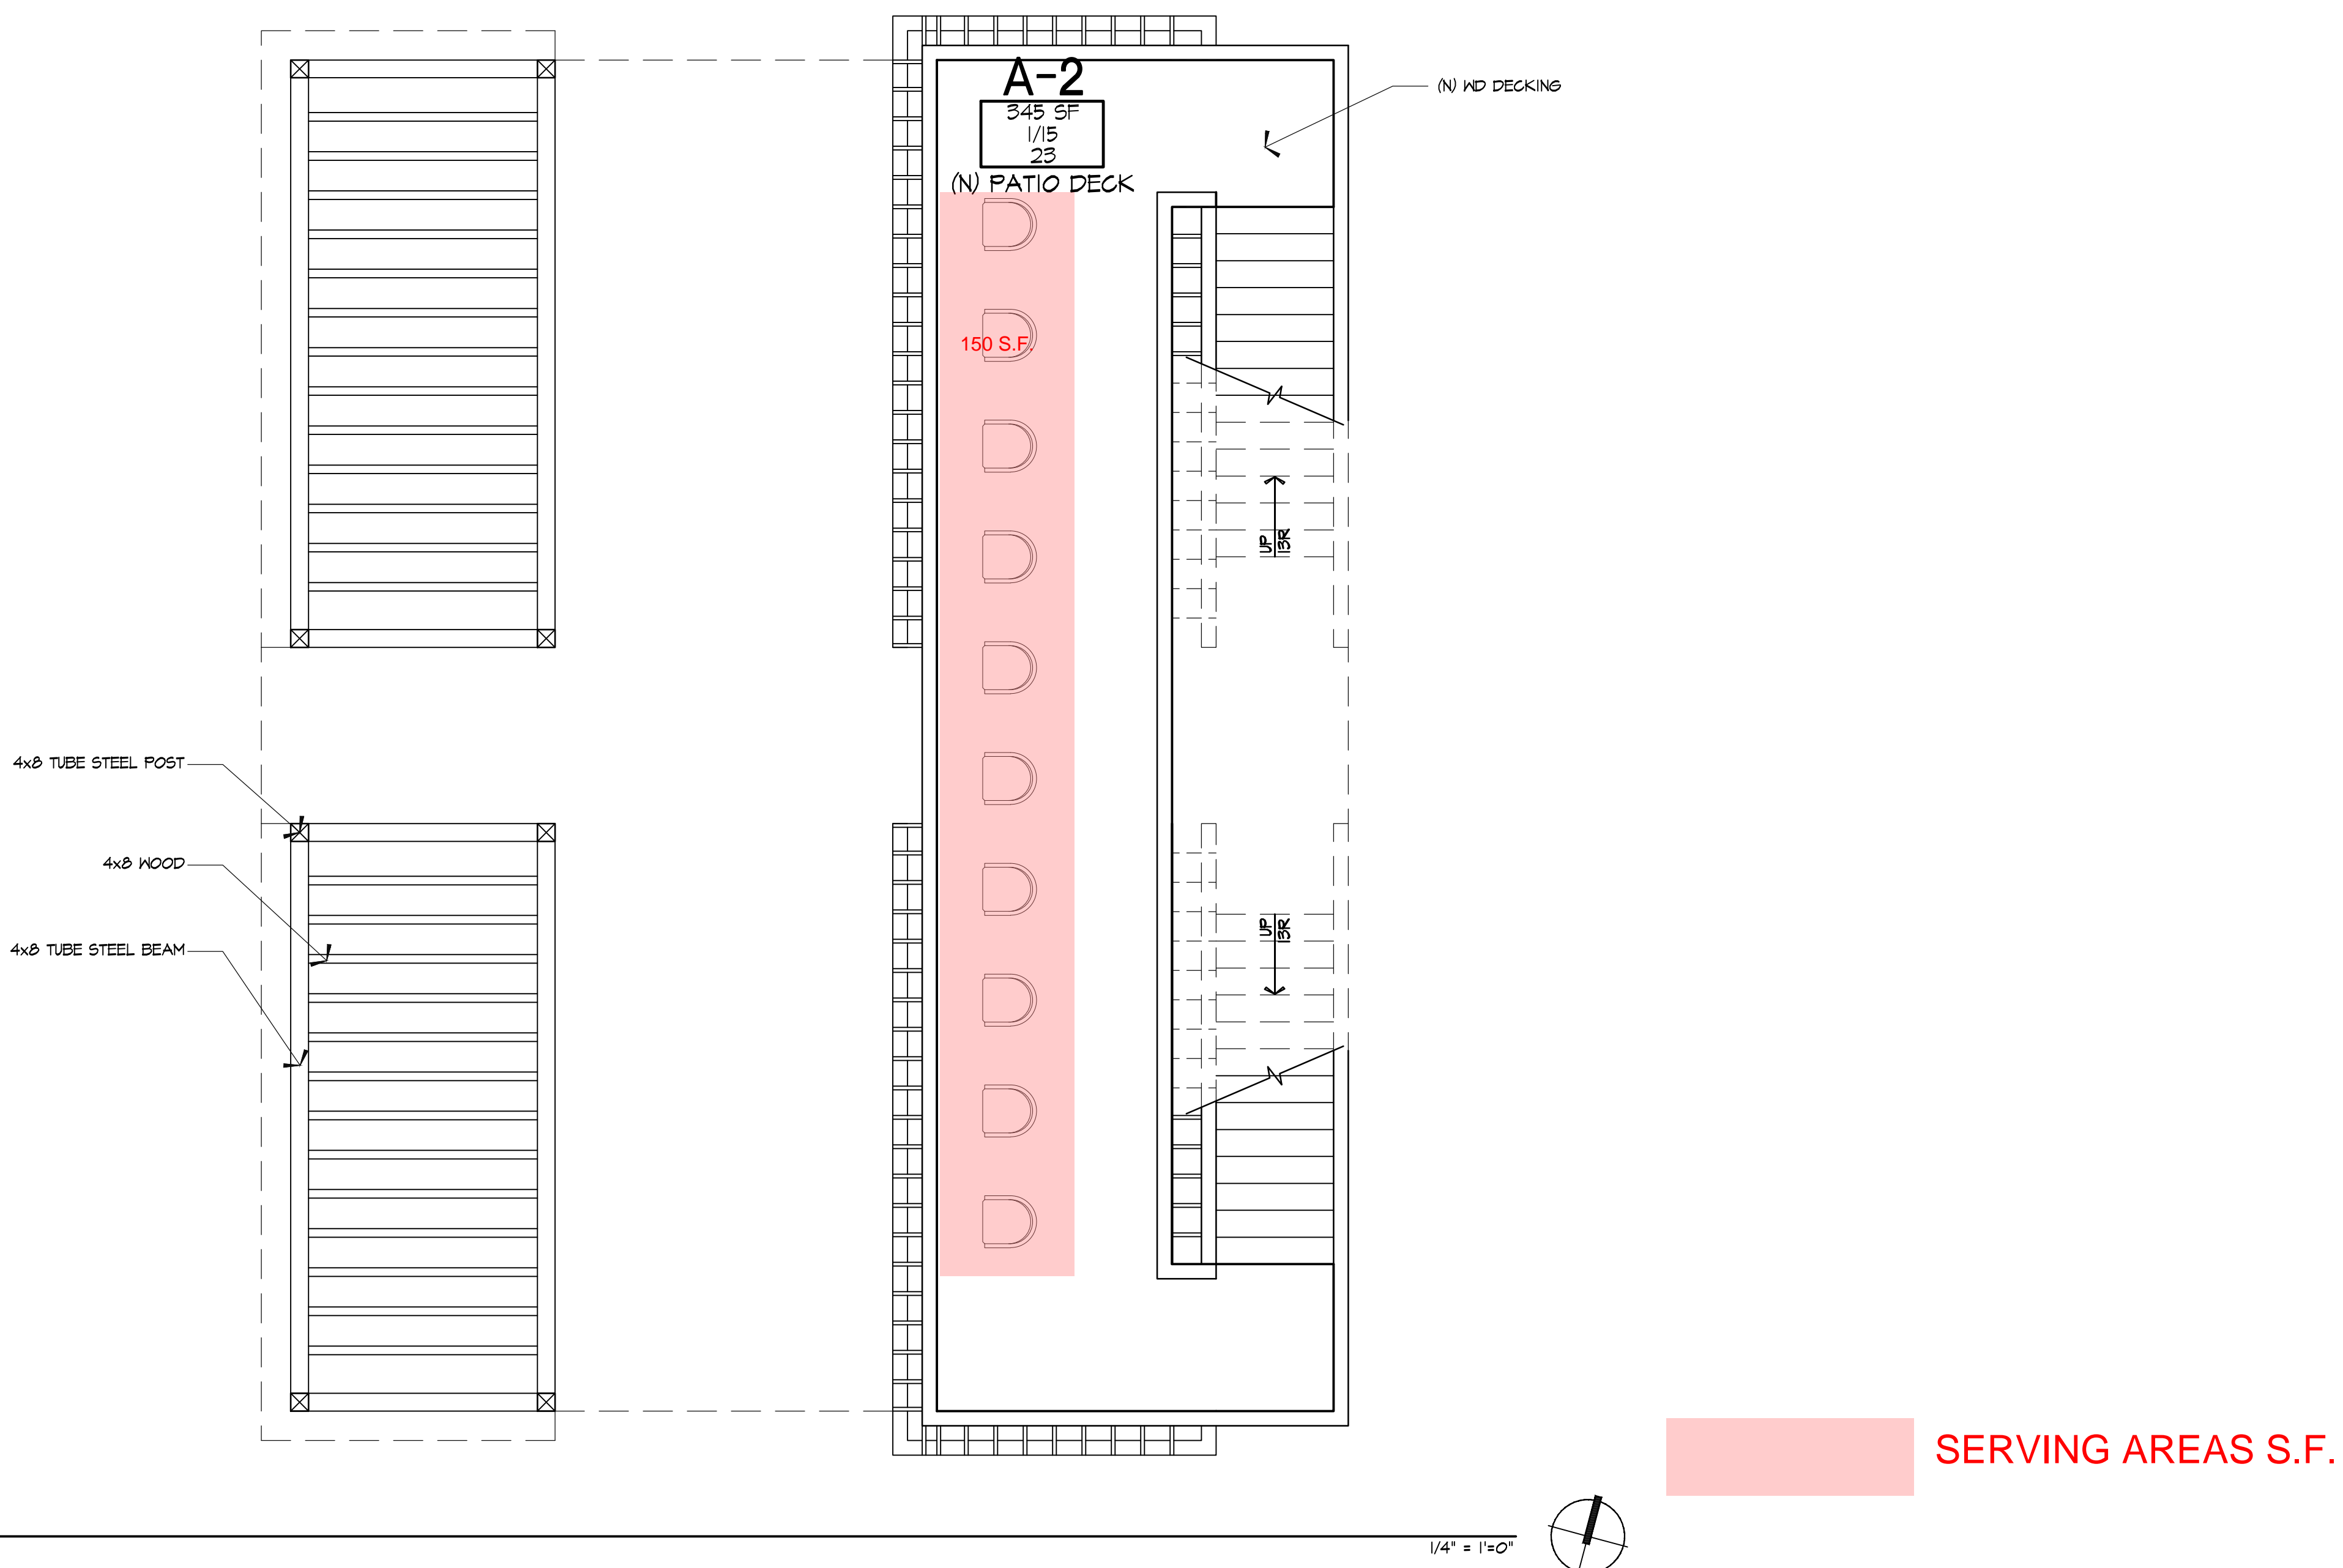 A-2
345 SF
1/15
23
(N) PATIO DECK
(N) WD DECKING
150 S.F.
UP
13R
4x8 TUBE STEEL POST
4x8 WOOD
4x8 TUBE STEEL BEAM
UP
13R
SERVING AREAS S.F.
1/4" = 1'=0"